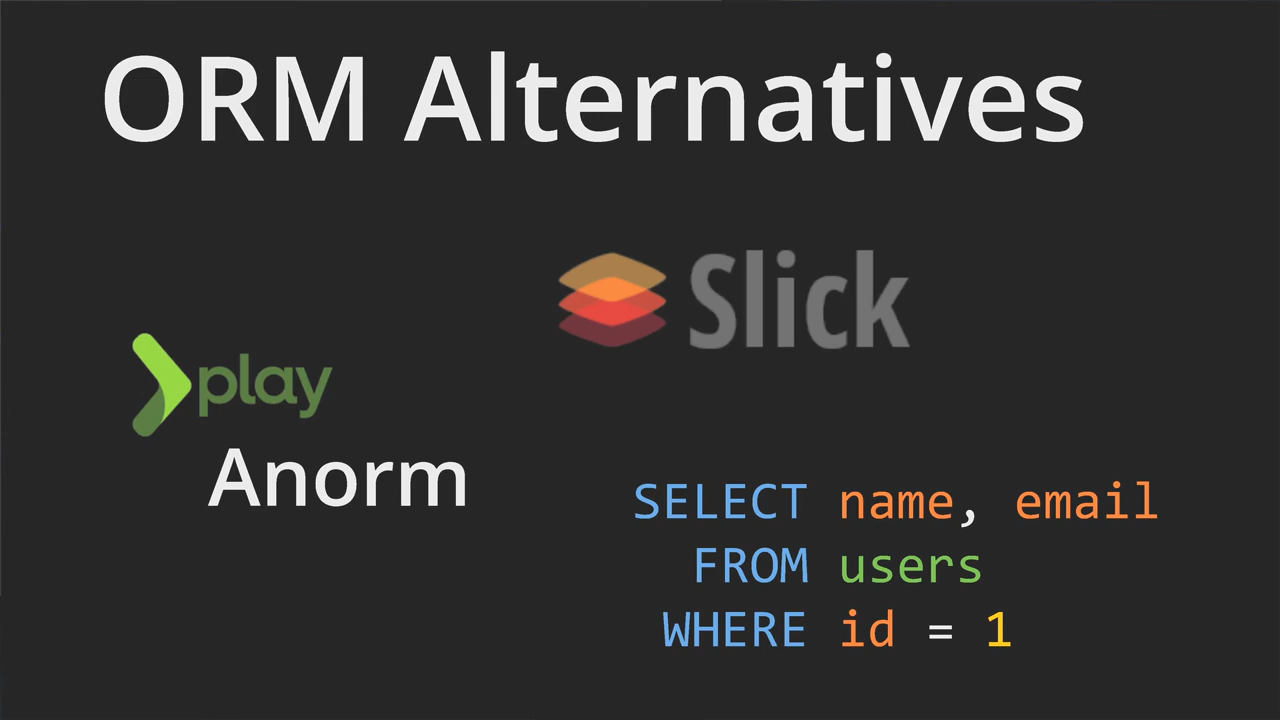 ORM Alternatives
Slick
play
Anorm
SELECT name, email
FROM users
WHERE id = 1